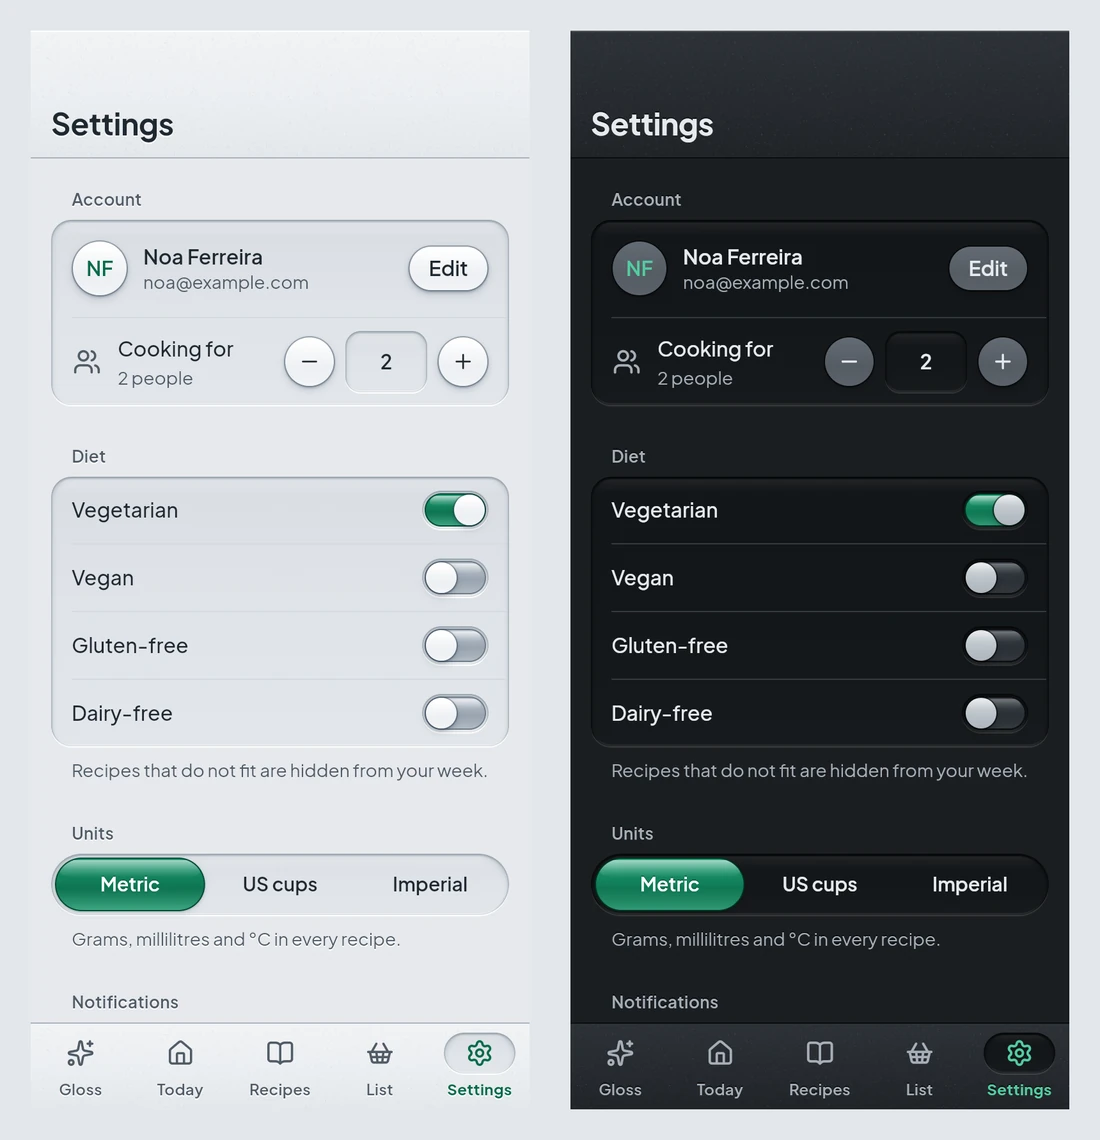 Settings
Account
NF
Noa Ferreira
noa@example.com
Edit
Cooking for
2 people
−
2
+
Diet
Vegetarian
Vegan
Gluten-free
Dairy-free
Recipes that do not fit are hidden from your week.
Units
Metric
US cups
Imperial
Grams, millilitres and °C in every recipe.
Notifications
Gloss
Today
Recipes
List
Settings
Settings
Account
NF
Noa Ferreira
noa@example.com
Edit
Cooking for
2 people
−
2
+
Diet
Vegetarian
Vegan
Gluten-free
Dairy-free
Recipes that do not fit are hidden from your week.
Units
Metric
US cups
Imperial
Grams, millilitres and °C in every recipe.
Notifications
Gloss
Today
Recipes
List
Settings